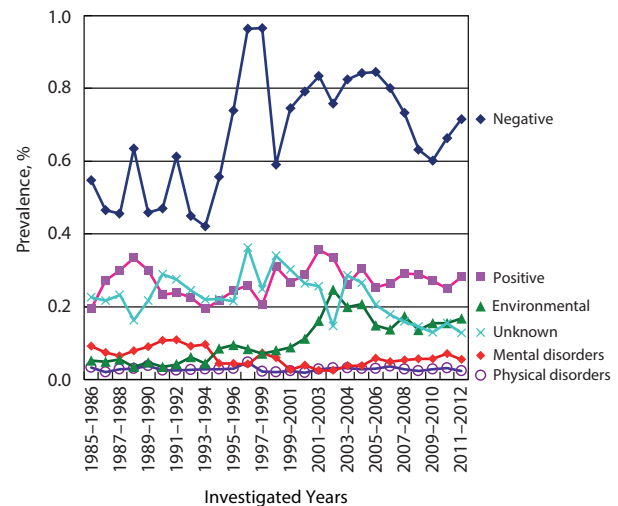 1.0
0.8
0.6
0.4
0.2
0.0
Prevalence, %
Negative
Positive
Environmental
Unknown
Mental disorders
Physical disorders
1985–1986
1987–1988
1989–1990
1991–1992
1993–1994
1995–1996
1997–1999
1999–2001
2001–2003
2003–2004
2005–2006
2007–2008
2009–2010
2011–2012
Investigated Years